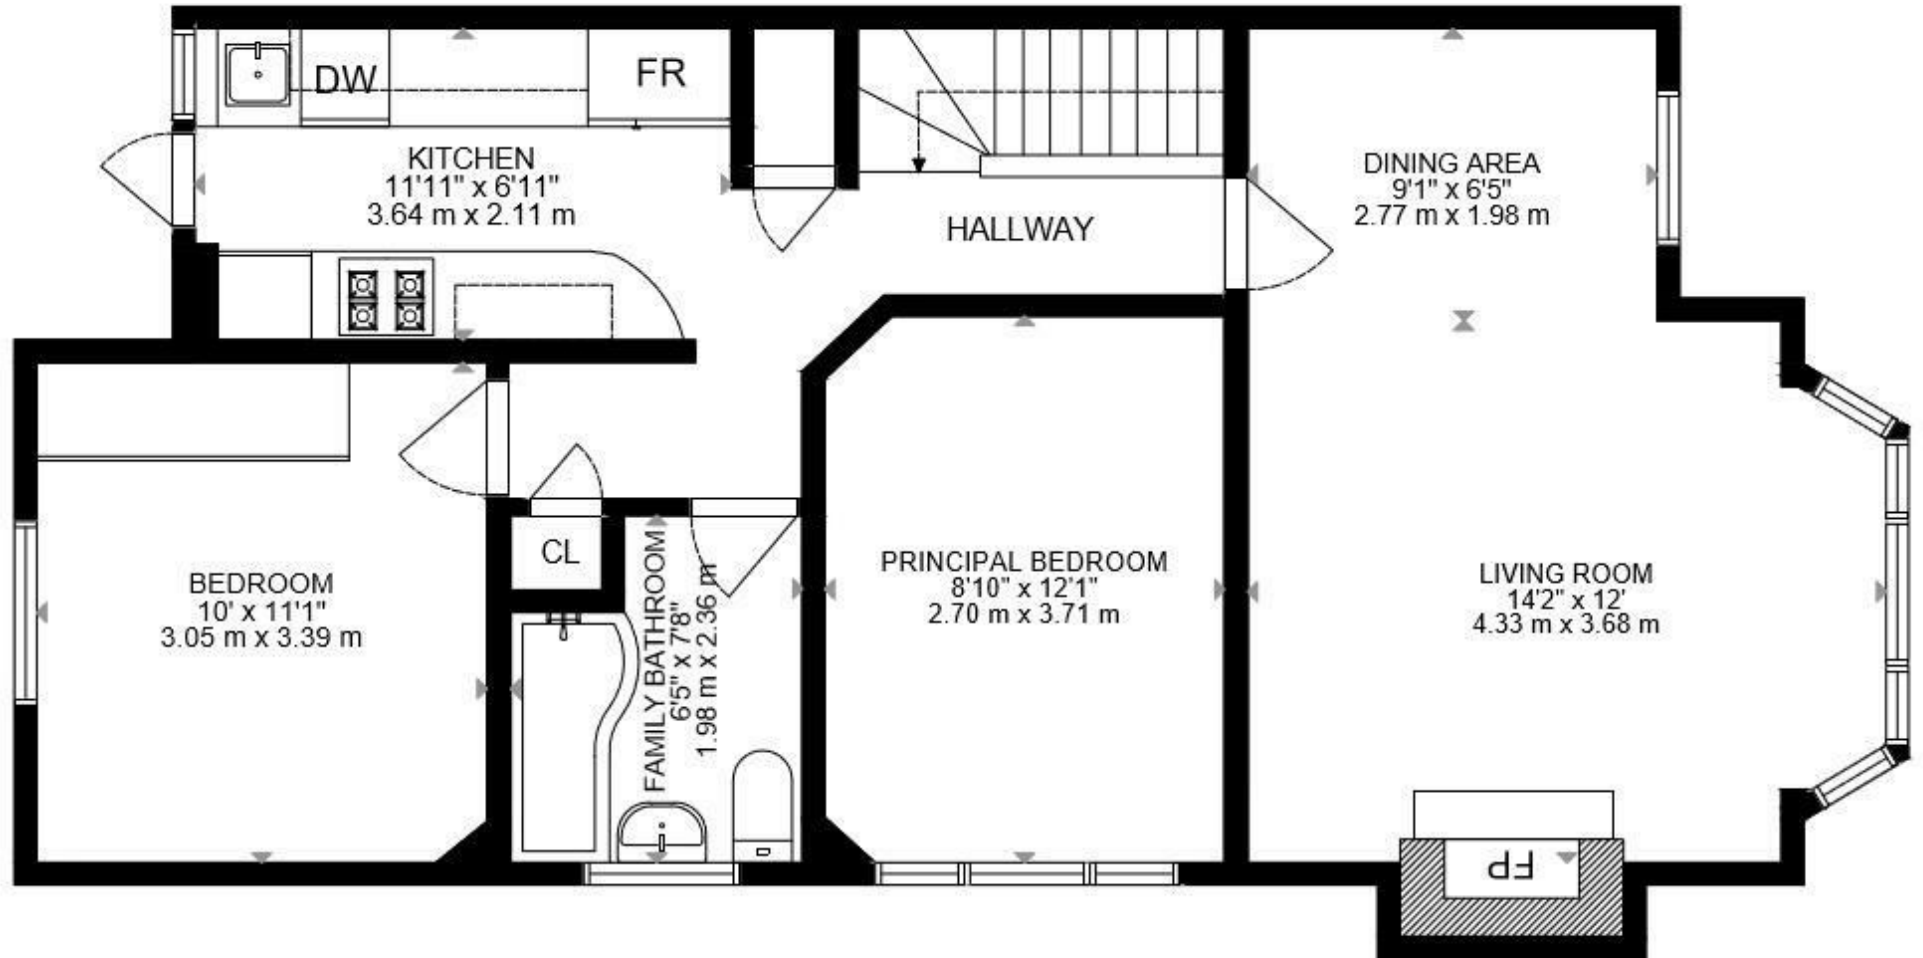 DW
FR
KITCHEN
11'11" x 6'11"
3.64 m x 2.11 m
HALLWAY
DINING AREA
9'1" x 6'5"
2.77 m x 1.98 m
BEDROOM
10' x 11'1"
3.05 m x 3.39 m
CL
FAMILY BATHROOM
6'5" x 7'8"
1.98 m x 2.36 m
PRINCIPAL BEDROOM
8'10" x 12'1"
2.70 m x 3.71 m
LIVING ROOM
14'2" x 12'
4.33 m x 3.68 m
FP